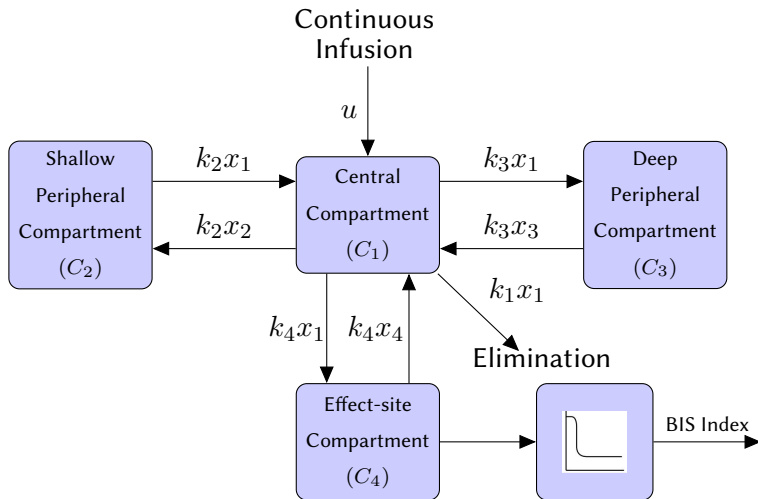 Continuous
Infusion
u
Shallow
Peripheral
Compartment
(C₂)
k₂x₁
k₂x₂
Central
Compartment
(C₁)
k₃x₁
k₃x₃
Deep
Peripheral
Compartment
(C₃)
k₄x₁
k₄x₄
k₁x₁
Elimination
Effect-site
Compartment
(C₄)
BIS Index